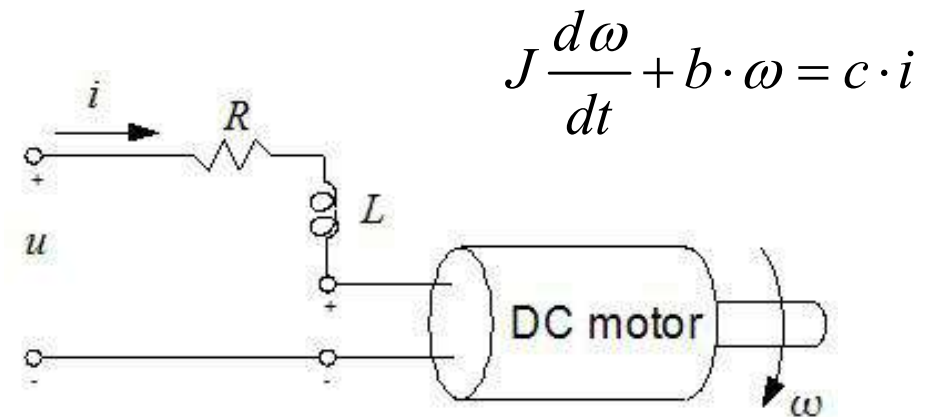 J dω/dt + b · ω = c · i
i
R
+
L
u
+
DC motor
-
-
ω